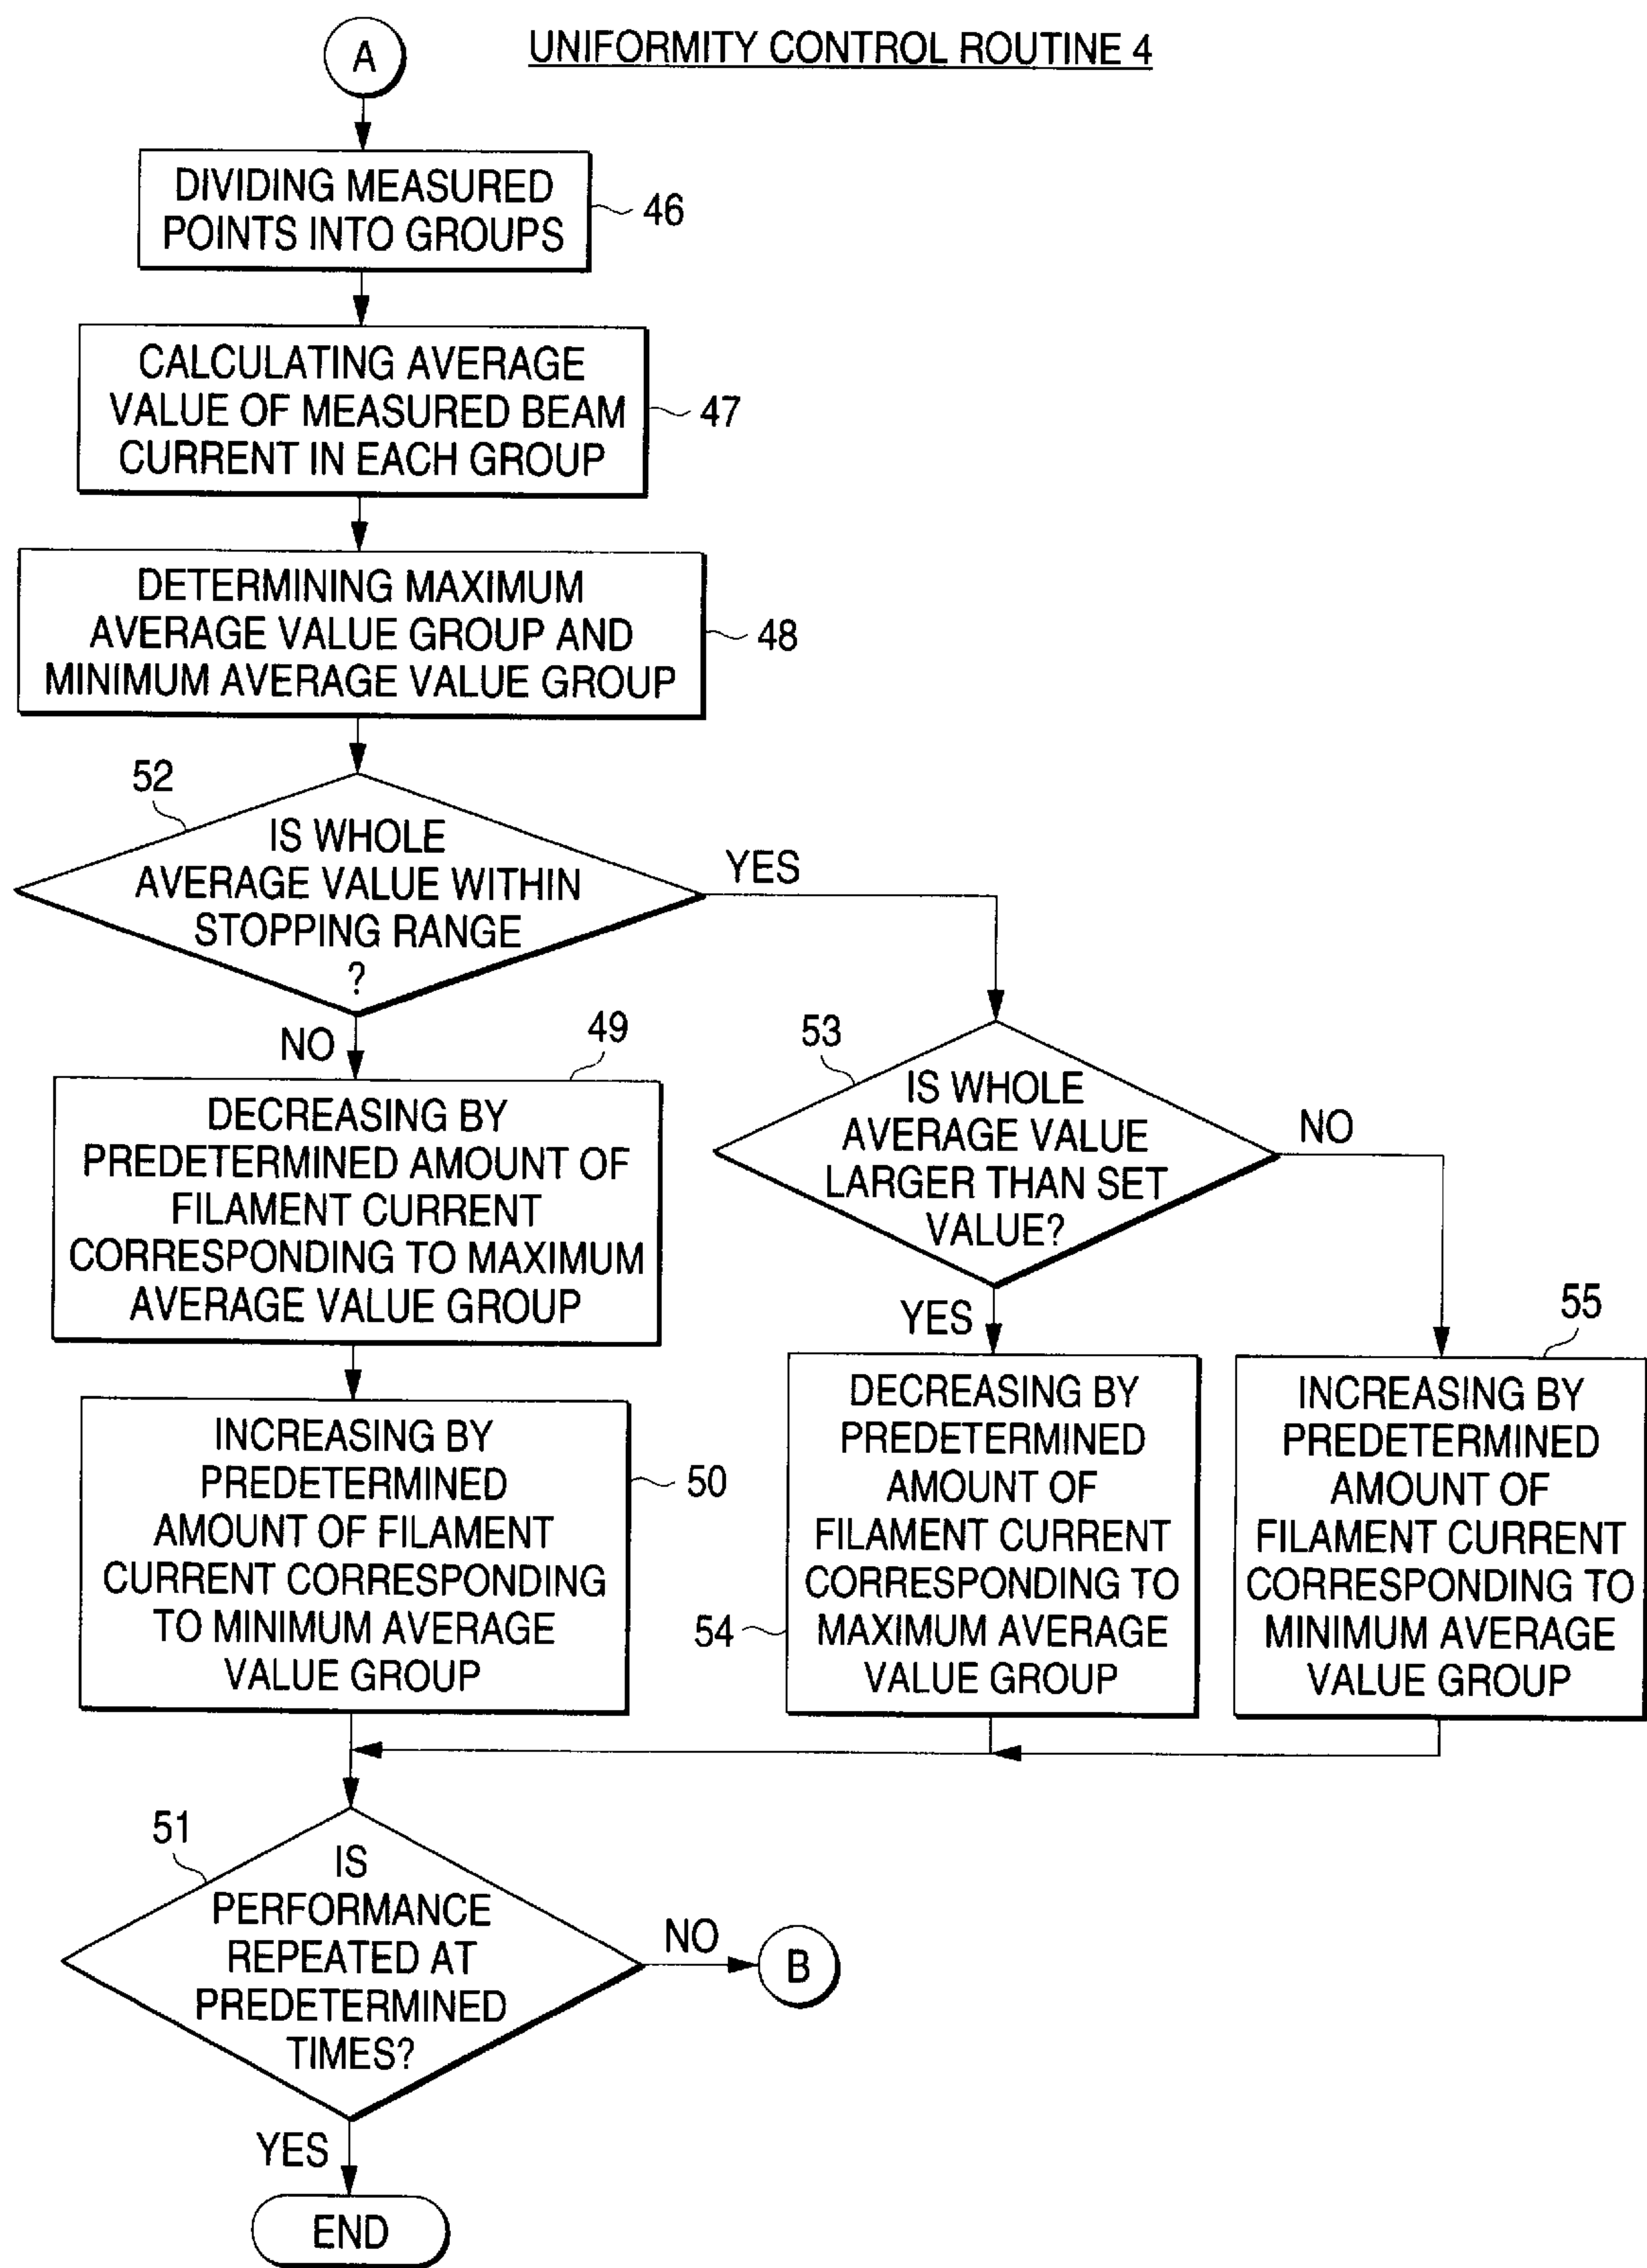 A
UNIFORMITY CONTROL ROUTINE 4
DIVIDING MEASURED
POINTS INTO GROUPS
46
CALCULATING AVERAGE
VALUE OF MEASURED BEAM
CURRENT IN EACH GROUP
47
DETERMINING MAXIMUM
AVERAGE VALUE GROUP AND
MINIMUM AVERAGE VALUE GROUP
48
52
IS WHOLE
AVERAGE VALUE WITHIN
STOPPING RANGE
?
YES
NO
49
DECREASING BY
PREDETERMINED AMOUNT OF
FILAMENT CURRENT
CORRESPONDING TO MAXIMUM
AVERAGE VALUE GROUP
53
IS WHOLE
AVERAGE VALUE
LARGER THAN SET
VALUE?
NO
YES
INCREASING BY
PREDETERMINED
AMOUNT OF FILAMENT
CURRENT CORRESPONDING
TO MINIMUM AVERAGE
VALUE GROUP
50
DECREASING BY
PREDETERMINED
AMOUNT OF
FILAMENT CURRENT
CORRESPONDING TO
MAXIMUM AVERAGE
VALUE GROUP
54
55
INCREASING BY
PREDETERMINED
AMOUNT OF
FILAMENT CURRENT
CORRESPONDING TO
MINIMUM AVERAGE
VALUE GROUP
51
IS
PERFORMANCE
REPEATED AT
PREDETERMINED
TIMES?
NO
B
YES
END